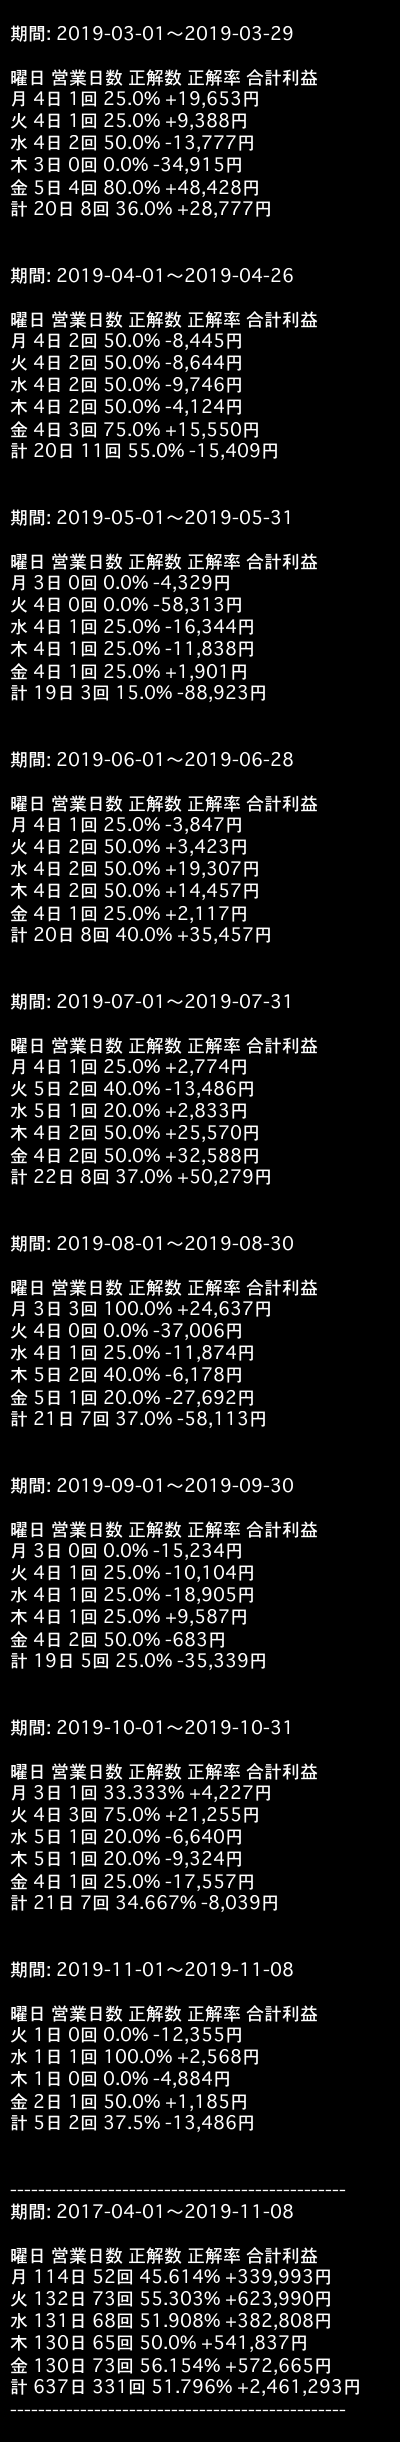 期間: 2019-03-01〜2019-03-29
曜日 営業日数 正解数 正解率 合計利益
月 4日 1回 25.0% +19,653円
火 4日 1回 25.0% +9,388円
水 4日 2回 50.0% -13,777円
木 3日 0回 0.0% -34,915円
金 5日 4回 80.0% +48,428円
計 20日 8回 36.0% +28,777円
期間: 2019-04-01〜2019-04-26
曜日 営業日数 正解数 正解率 合計利益
月 4日 2回 50.0% -8,445円
火 4日 2回 50.0% -8,644円
水 4日 2回 50.0% -9,746円
木 4日 2回 50.0% -4,124円
金 4日 3回 75.0% +15,550円
計 20日 11回 55.0% -15,409円
期間: 2019-05-01〜2019-05-31
曜日 営業日数 正解数 正解率 合計利益
月 3日 0回 0.0% -4,329円
火 4日 0回 0.0% -58,313円
水 4日 1回 25.0% -16,344円
木 4日 1回 25.0% -11,838円
金 4日 1回 25.0% +1,901円
計 19日 3回 15.0% -88,923円
期間: 2019-06-01〜2019-06-28
曜日 営業日数 正解数 正解率 合計利益
月 4日 1回 25.0% -3,847円
火 4日 2回 50.0% +3,423円
水 4日 2回 50.0% +19,307円
木 4日 2回 50.0% +14,457円
金 4日 1回 25.0% +2,117円
計 20日 8回 40.0% +35,457円
期間: 2019-07-01〜2019-07-31
曜日 営業日数 正解数 正解率 合計利益
月 4日 1回 25.0% +2,774円
火 5日 2回 40.0% -13,486円
水 5日 1回 20.0% +2,833円
木 4日 2回 50.0% +25,570円
金 4日 2回 50.0% +32,588円
計 22日 8回 37.0% +50,279円
期間: 2019-08-01〜2019-08-30
曜日 営業日数 正解数 正解率 合計利益
月 3日 3回 100.0% +24,637円
火 4日 0回 0.0% -37,006円
水 4日 1回 25.0% -11,874円
木 5日 2回 40.0% -6,178円
金 5日 1回 20.0% -27,692円
計 21日 7回 37.0% -58,113円
期間: 2019-09-01〜2019-09-30
曜日 営業日数 正解数 正解率 合計利益
月 3日 0回 0.0% -15,234円
火 4日 1回 25.0% -10,104円
水 4日 1回 25.0% -18,905円
木 4日 1回 25.0% +9,587円
金 4日 2回 50.0% -683円
計 19日 5回 25.0% -35,339円
期間: 2019-10-01〜2019-10-31
曜日 営業日数 正解数 正解率 合計利益
月 3日 1回 33.333% +4,227円
火 4日 3回 75.0% +21,255円
水 5日 1回 20.0% -6,640円
木 5日 1回 20.0% -9,324円
金 4日 1回 25.0% -17,557円
計 21日 7回 34.667% -8,039円
期間: 2019-11-01〜2019-11-08
曜日 営業日数 正解数 正解率 合計利益
火 1日 0回 0.0% -12,355円
水 1日 1回 100.0% +2,568円
木 1日 0回 0.0% -4,884円
金 2日 1回 50.0% +1,185円
計 5日 2回 37.5% -13,486円
------------------------------------------------
期間: 2017-04-01〜2019-11-08
曜日 営業日数 正解数 正解率 合計利益
月 114日 52回 45.614% +339,993円
火 132日 73回 55.303% +623,990円
水 131日 68回 51.908% +382,808円
木 130日 65回 50.0% +541,837円
金 130日 73回 56.154% +572,665円
計 637日 331回 51.796% +2,461,293円
------------------------------------------------